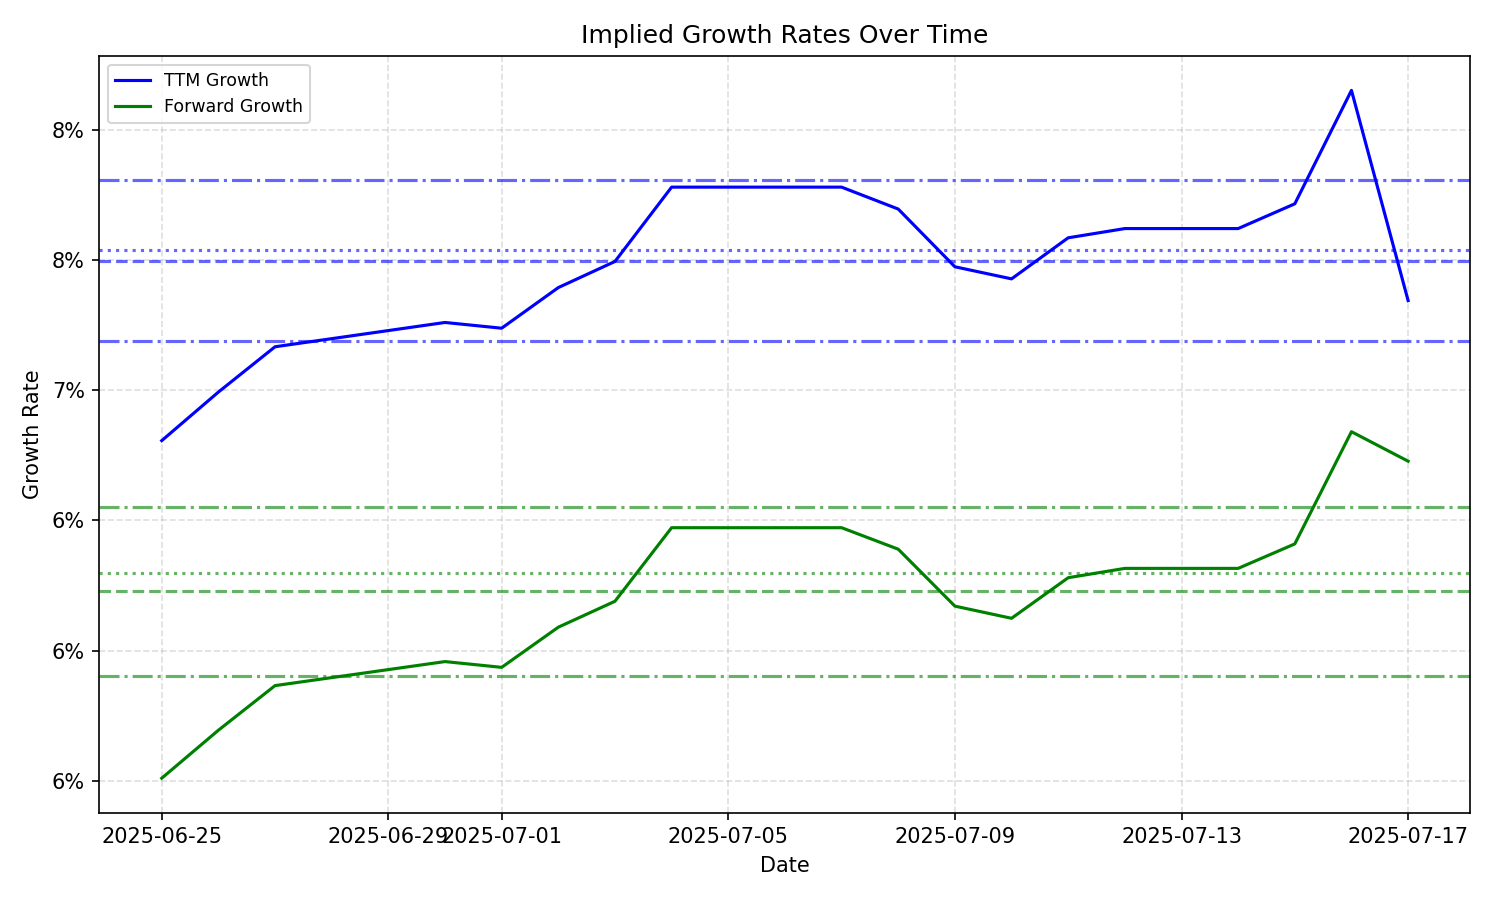 Implied Growth Rates Over Time
TTM Growth
Forward Growth
8%
8%
7%
6%
6%
6%
Growth Rate
2025-06-25
2025-06-29
2025-07-01
2025-07-05
2025-07-09
2025-07-13
2025-07-17
Date